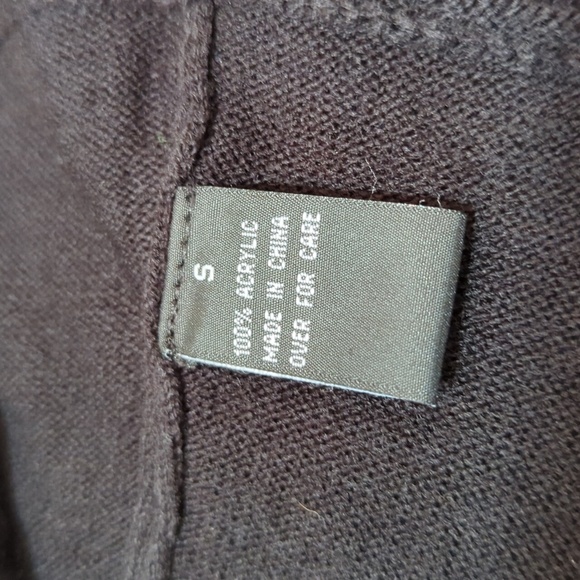 S
100% ACRYLIC
MADE IN CHINA
OVER FOR CARE